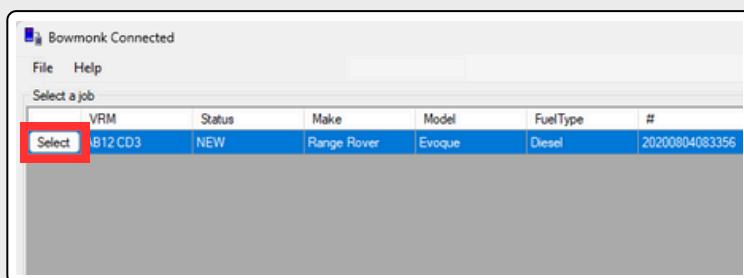 Bowmonk Connected
File Help
Select a job
VRM Status Make Model FuelType #
Select AB12 CD3 NEW Range Rover Evoque Diesel 20200804083356